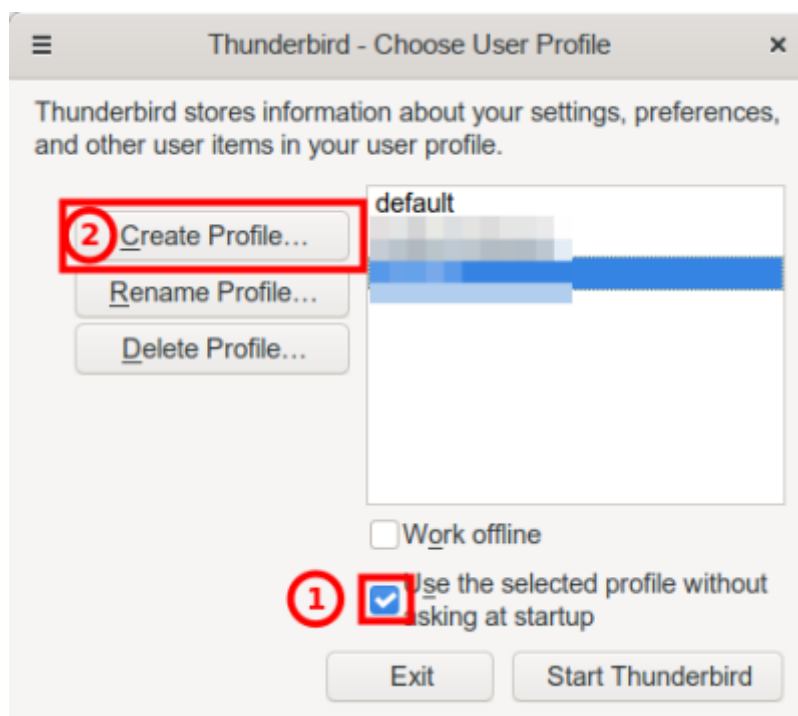 Thunderbird - Choose User Profile
Thunderbird stores information about your settings, preferences,
and other user items in your user profile.
default
2 Create Profile...
Rename Profile...
Delete Profile...
Work offline
1 Use the selected profile without
asking at startup
Exit Start Thunderbird